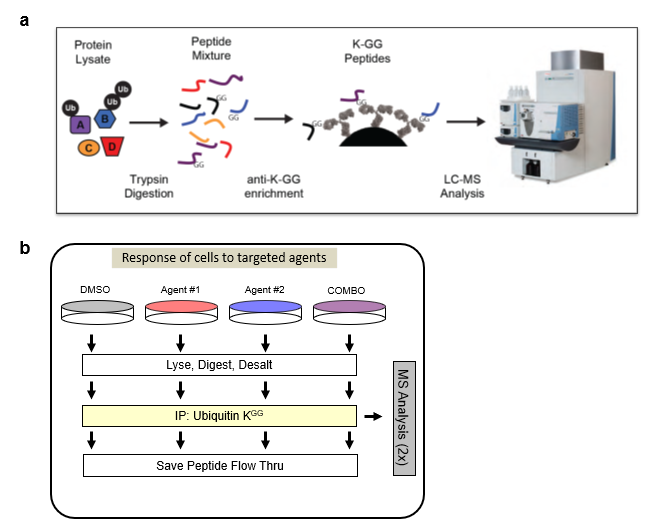 a
Protein
Lysate
Peptide
Mixture
K-GG
Peptides
Ub
Ub
Ub
A
B
C
D
GG
GG
GG
GG
GG
GG
Trypsin
Digestion
anti-K-GG
enrichment
LC-MS
Analysis
b
Response of cells to targeted agents
DMSO
Agent #1
Agent #2
COMBO
Lyse, Digest, Desalt
IP: Ubiquitin KGG
MS Analysis (2x)
Save Peptide Flow Thru